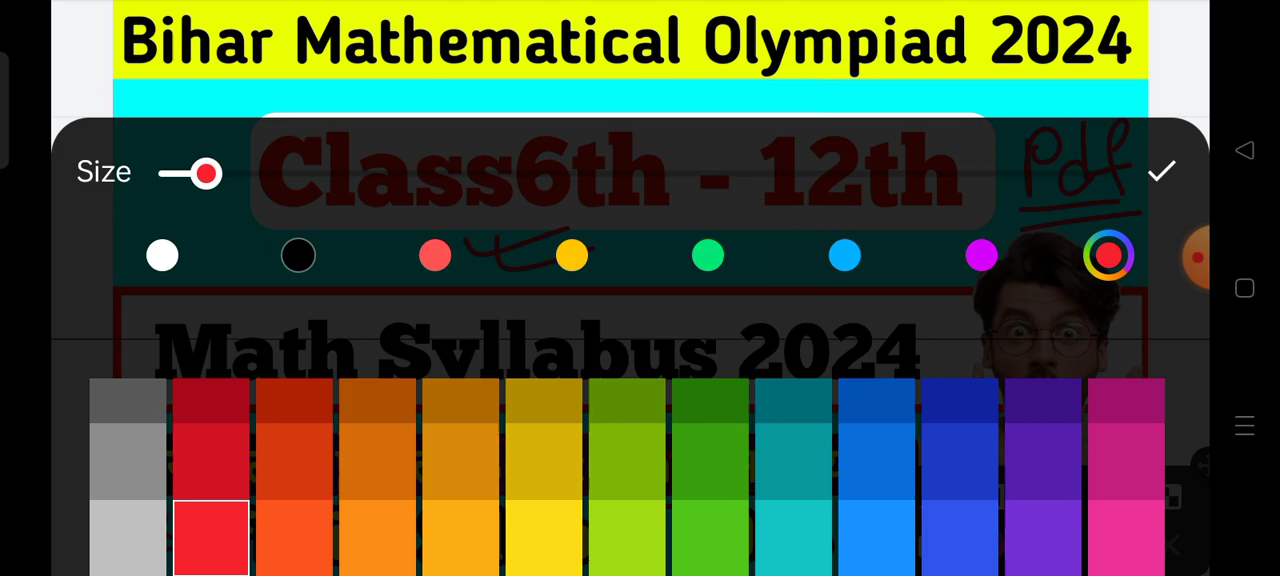 Bihar Mathematical Olympiad 2024
Class6th - 12th
Pdf
Size
Math Syllabus 2024